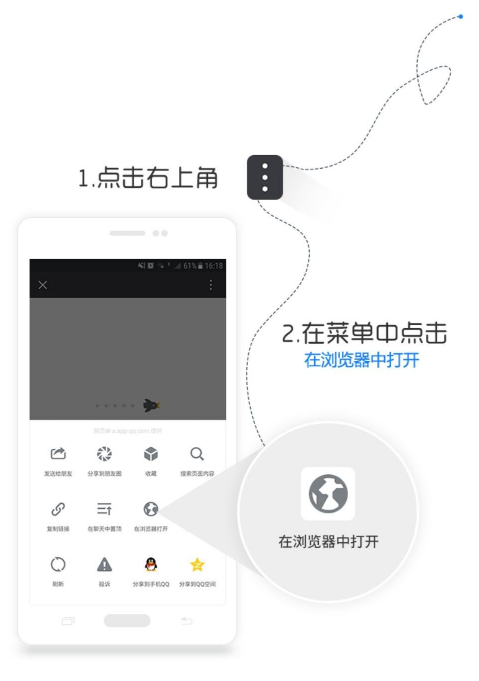 1.点击右上角
61% 16:18
2.在菜单中点击
在浏览器中打开
网页由 a.app.qq.com 提供
发送给朋友 分享到朋友圈 收藏 搜索页面内容
复制链接 在聊天中置顶 在浏览器打开
在浏览器中打开
刷新 投诉 分享到手机QQ 分享到QQ空间